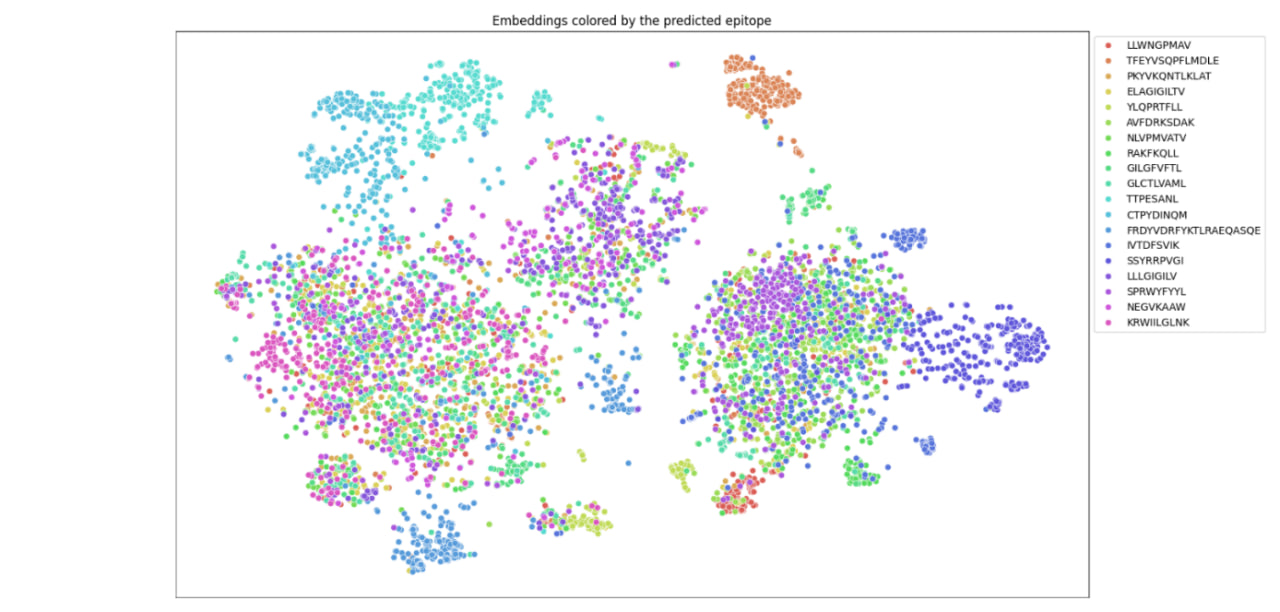 Embeddings colored by the predicted epitope
LLWNGPMAV
TFEYVSQPFLMDLE
PKYVKQNTLKLAT
ELAGIGILTV
YLQPRTFLL
AVFDRKSDAK
NLVPMVATV
RAKFKQLL
GILGFVFTL
GLCTLVAML
TTPESANL
CTPYDINQM
FRDYVDRFYKTLRAEQASQE
IVTDFSVIK
SSYRRPVGI
LLLGIGILV
SPRWYFYYL
NEGVKAAW
KRWIILGLNK